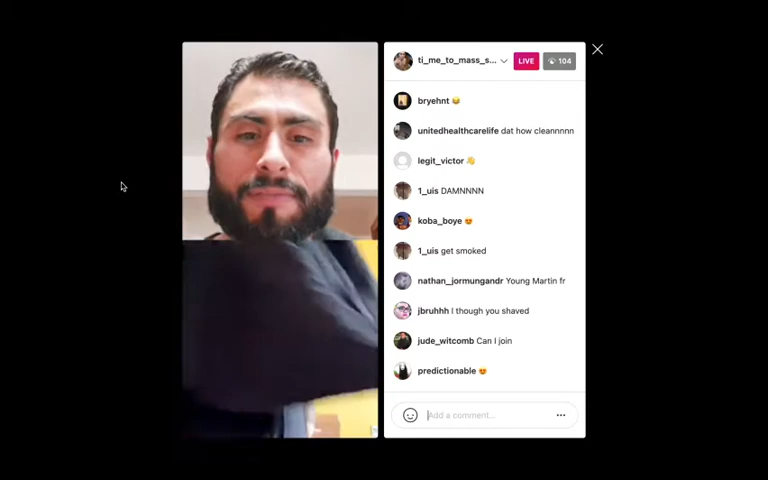 ti_me_to_mass_s...
LIVE
104
bryehnt 😂
unitedhealthcarelife dat how cleannnnn
legit_victor 👋
1_uis DAMNNNN
koba_boye 😍
1_uis get smoked
nathan_jormungandr Young Martin fr
jbruhhh I though you shaved
jude_witcomb Can I join
predictionable 😍
Add a comment...